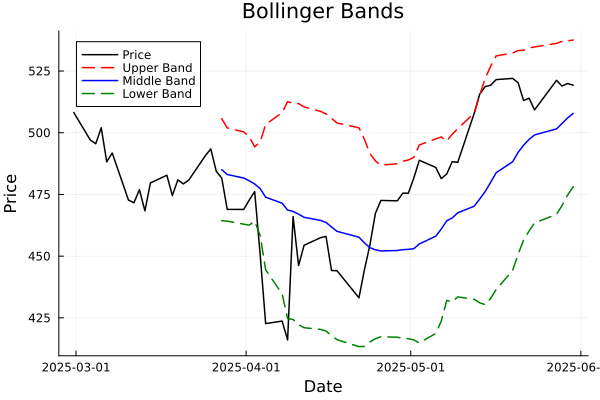 Bollinger Bands
Price
Upper Band
Middle Band
Lower Band
525
500
475
450
425
Price
2025-03-01
2025-04-01
2025-05-01
2025-06-
Date